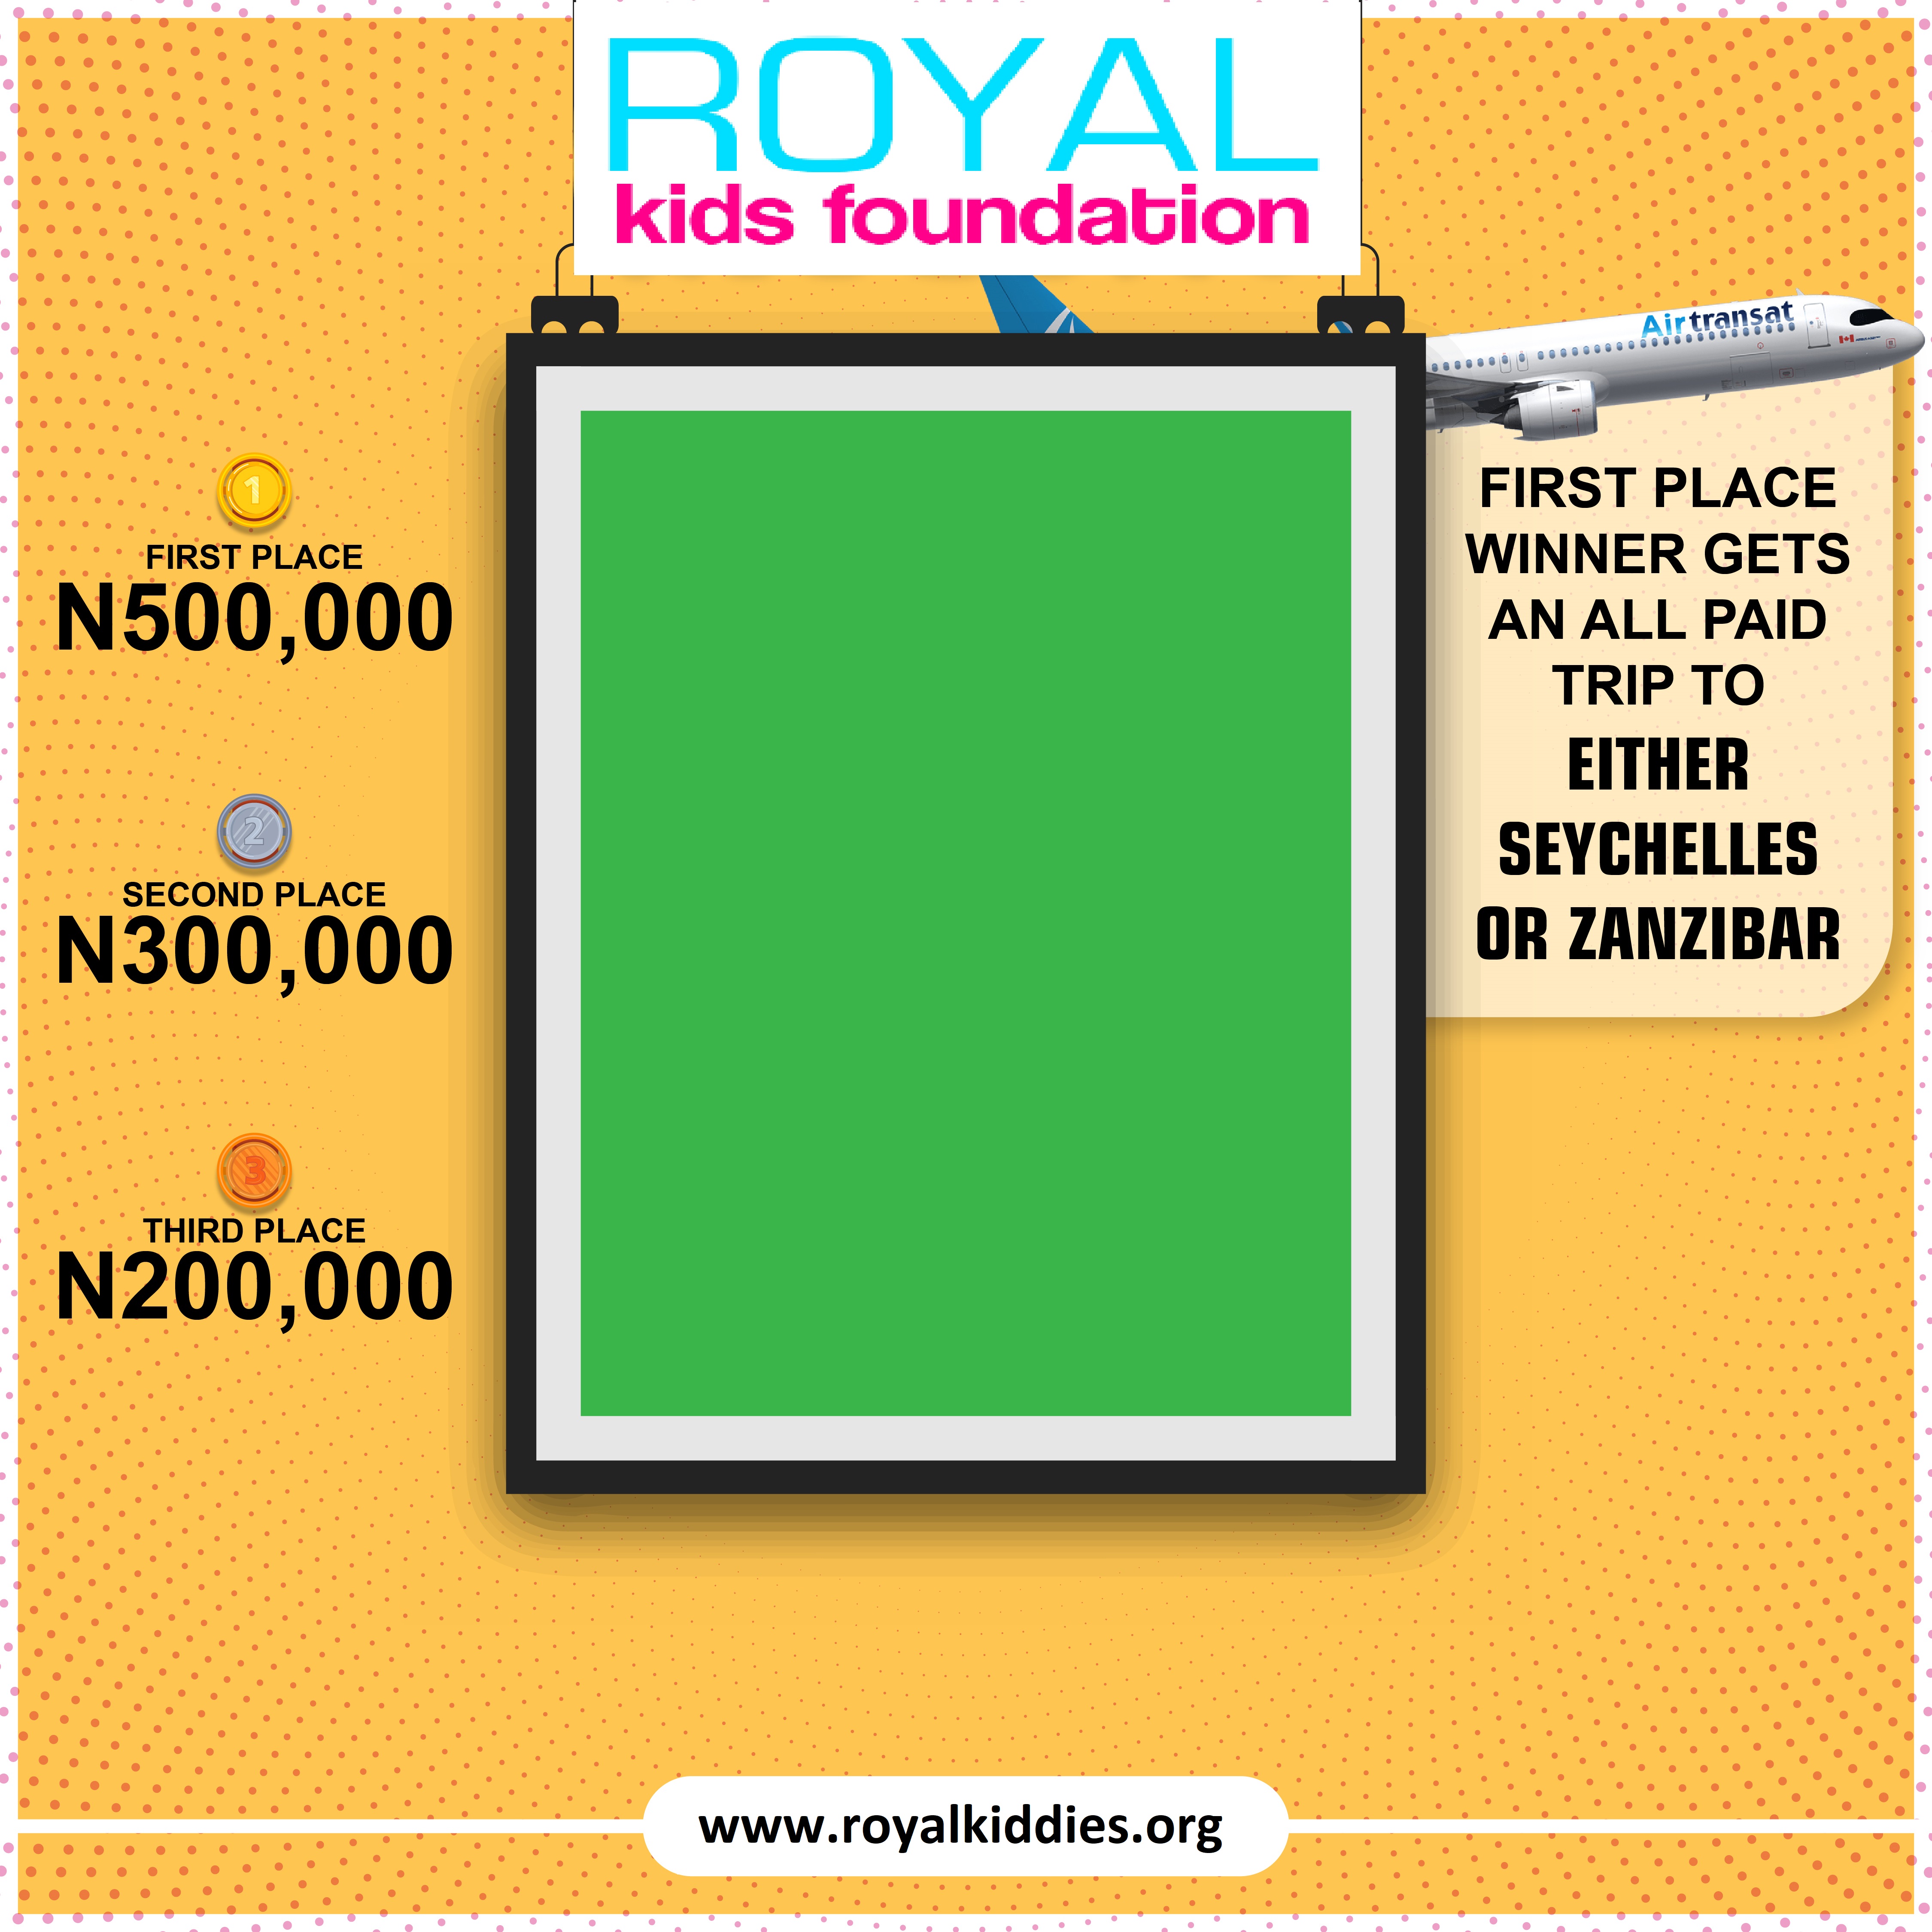 ROYAL
kids foundation
Airtransat
1
FIRST PLACE
N500,000
2
SECOND PLACE
N300,000
3
THIRD PLACE
N200,000
FIRST PLACE
WINNER GETS
AN ALL PAID
TRIP TO
EITHER
SEYCHELLES
OR ZANZIBAR
www.royalkiddies.org